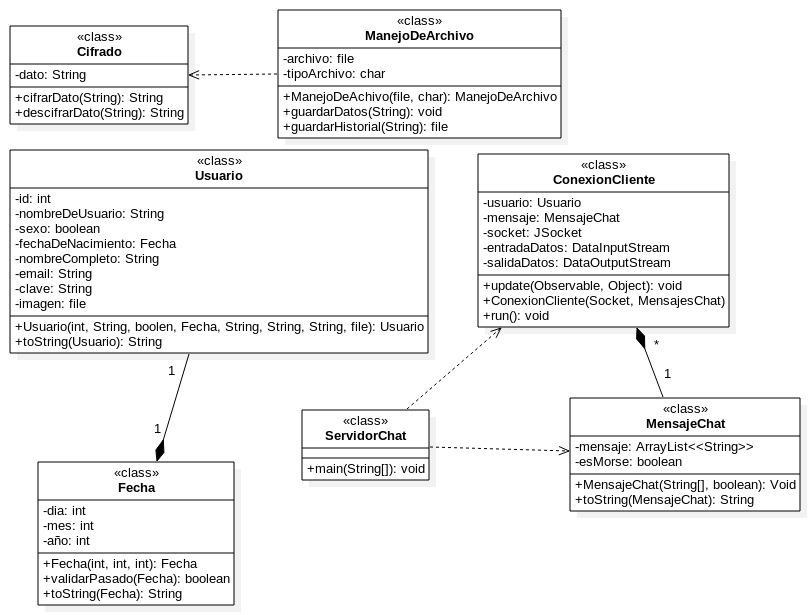 «class»
Cifrado
-dato: String
+cifrarDato(String): String
+descifrarDato(String): String
«class»
ManejoDeArchivo
-archivo: file
-tipoArchivo: char
+ManejoDeAchivo(file, char): ManejoDeArchivo
+guardarDatos(String): void
+guardarHistorial(String): file
«class»
Usuario
-id: int
-nombreDeUsuario: String
-sexo: boolean
-fechaDeNacimiento: Fecha
-nombreCompleto: String
-email: String
-clave: String
-imagen: file
+Usuario(int, String, boolen, Fecha, String, String, String, file): Usuario
+toString(Usuario): String
«class»
ConexionCliente
-usuario: Usuario
-mensaje: MensajeChat
-socket: JSocket
-entradaDatos: DataInputStream
-salidaDatos: DataOutputStream
+update(Observable, Object): void
+ConexionCliente(Socket, MensajesChat)
+run(): void
1
1
*
1
«class»
ServidorChat
+main(String[]): void
«class»
MensajeChat
-mensaje: ArrayList<<String>>
-esMorse: boolean
+MensajeChat(String[], boolean): Void
+toString(MensajeChat): String
«class»
Fecha
-dia: int
-mes: int
-año: int
+Fecha(int, int, int): Fecha
+validarPasado(Fecha): boolean
+toString(Fecha): String